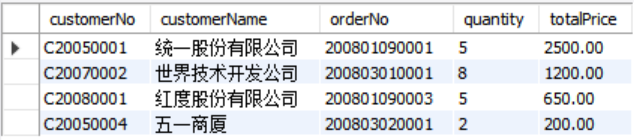 customerNo customerName orderNo quantity totalPrice
C20050001 统一股份有限公司 200801090001 5 2500.00
C20070002 世界技术开发公司 200803010001 8 1200.00
C20080001 红度股份有限公司 200801090003 5 650.00
C20050004 五一商厦 200803020001 2 200.00